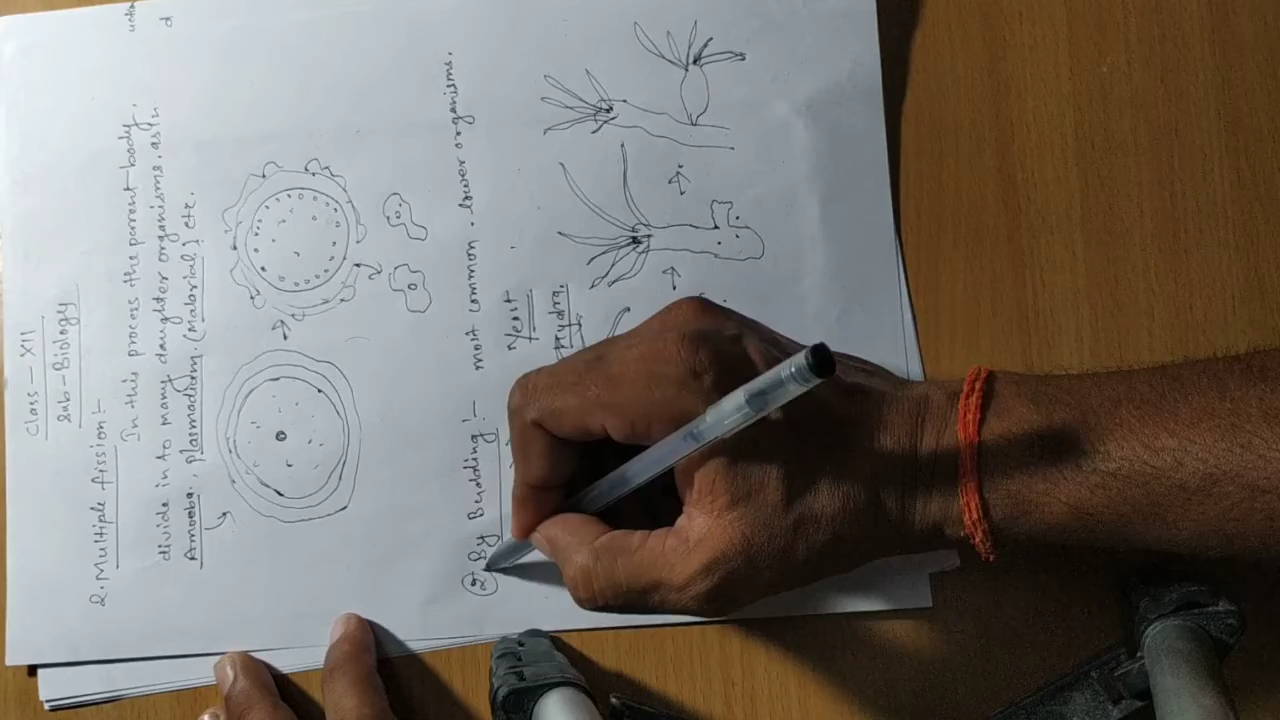 Class - XII
Sub - Biology
2. Multiple fission :-
In this process the parent body,
divide in to many daughter organisms. as in
Amoeba., plasmodium. (Malarial) etc.
② By Budding :- most common - lower organisms.
Yeast
Hydra.